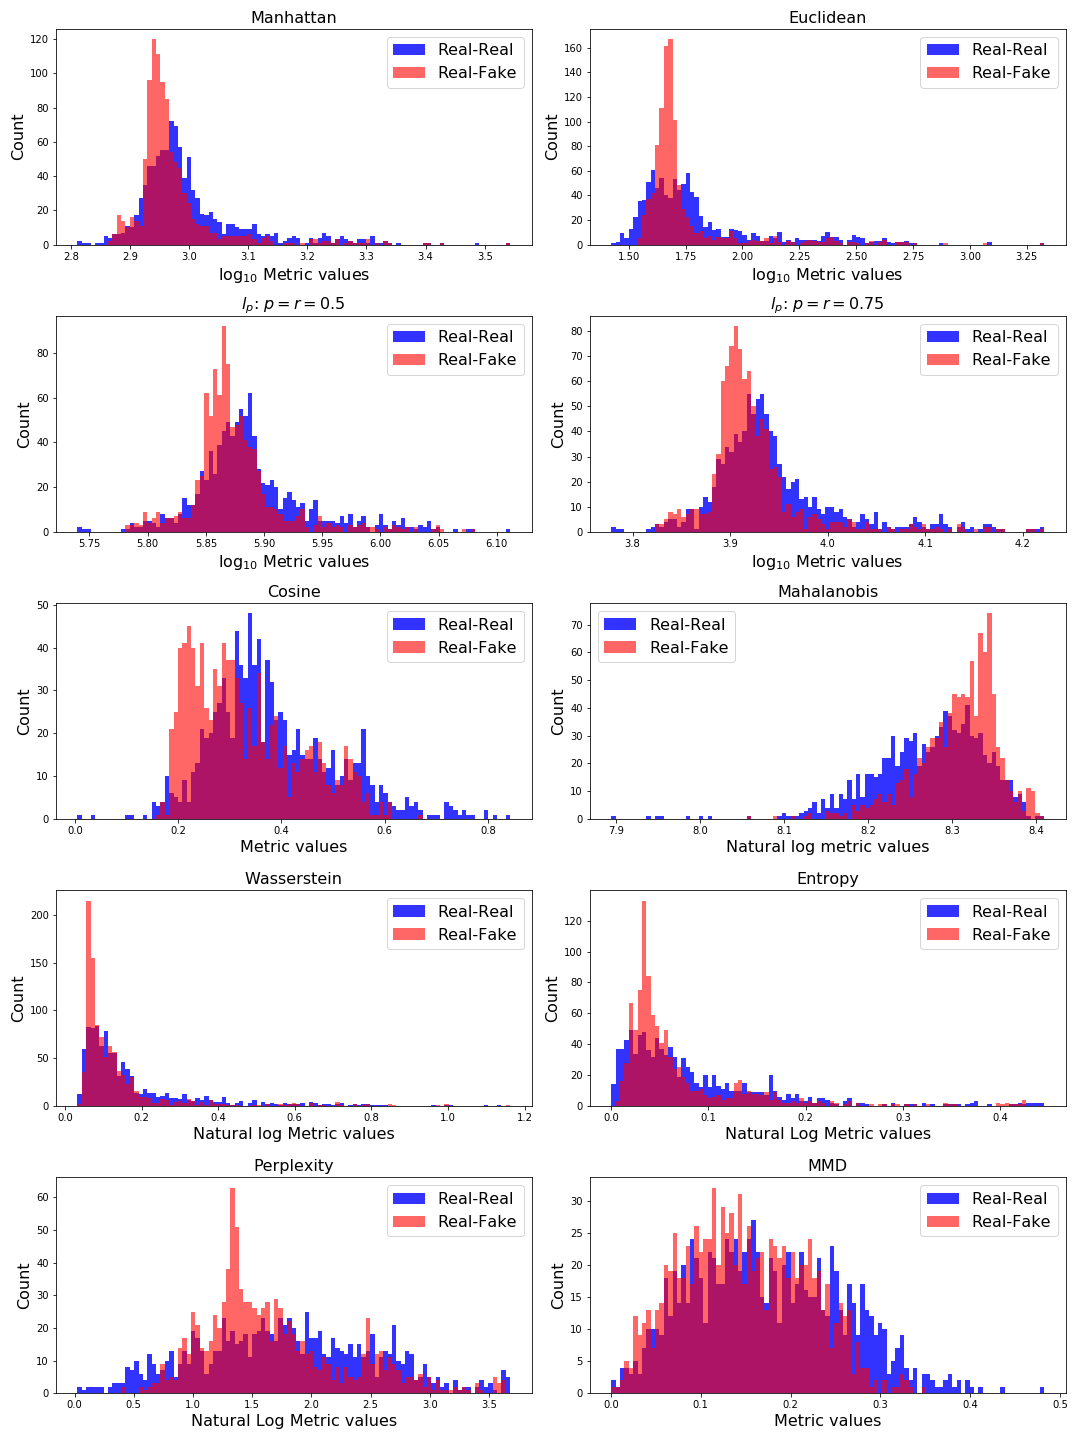 Manhattan
Real-Real
Real-Fake
Count
0 20 40 60 80 100 120
2.8 2.9 3.0 3.1 3.2 3.3 3.4 3.5
log₁₀ Metric values
Euclidean
Real-Real
Real-Fake
Count
0 20 40 60 80 100 120 140 160
1.50 1.75 2.00 2.25 2.50 2.75 3.00 3.25
log₁₀ Metric values
lₚ: p = r = 0.5
Real-Real
Real-Fake
Count
0 20 40 60 80
5.75 5.80 5.85 5.90 5.95 6.00 6.05 6.10
log₁₀ Metric values
lₚ: p = r = 0.75
Real-Real
Real-Fake
Count
0 10 20 30 40 50 60 70 80
3.8 3.9 4.0 4.1 4.2
log₁₀ Metric values
Cosine
Real-Real
Real-Fake
Count
0 10 20 30 40 50
0.0 0.2 0.4 0.6 0.8
Metric values
Mahalanobis
Real-Real
Real-Fake
Count
0 10 20 30 40 50 60 70
7.9 8.0 8.1 8.2 8.3 8.4
Natural log metric values
Wasserstein
Real-Real
Real-Fake
Count
0 50 100 150 200
0.0 0.2 0.4 0.6 0.8 1.0 1.2
Natural log Metric values
Entropy
Real-Real
Real-Fake
Count
0 20 40 60 80 100 120
0.0 0.1 0.2 0.3 0.4
Natural Log Metric values
Perplexity
Real-Real
Real-Fake
Count
0 10 20 30 40 50 60
0.0 0.5 1.0 1.5 2.0 2.5 3.0 3.5
Natural Log Metric values
MMD
Real-Real
Real-Fake
Count
0 5 10 15 20 25 30
0.0 0.1 0.2 0.3 0.4 0.5
Metric values